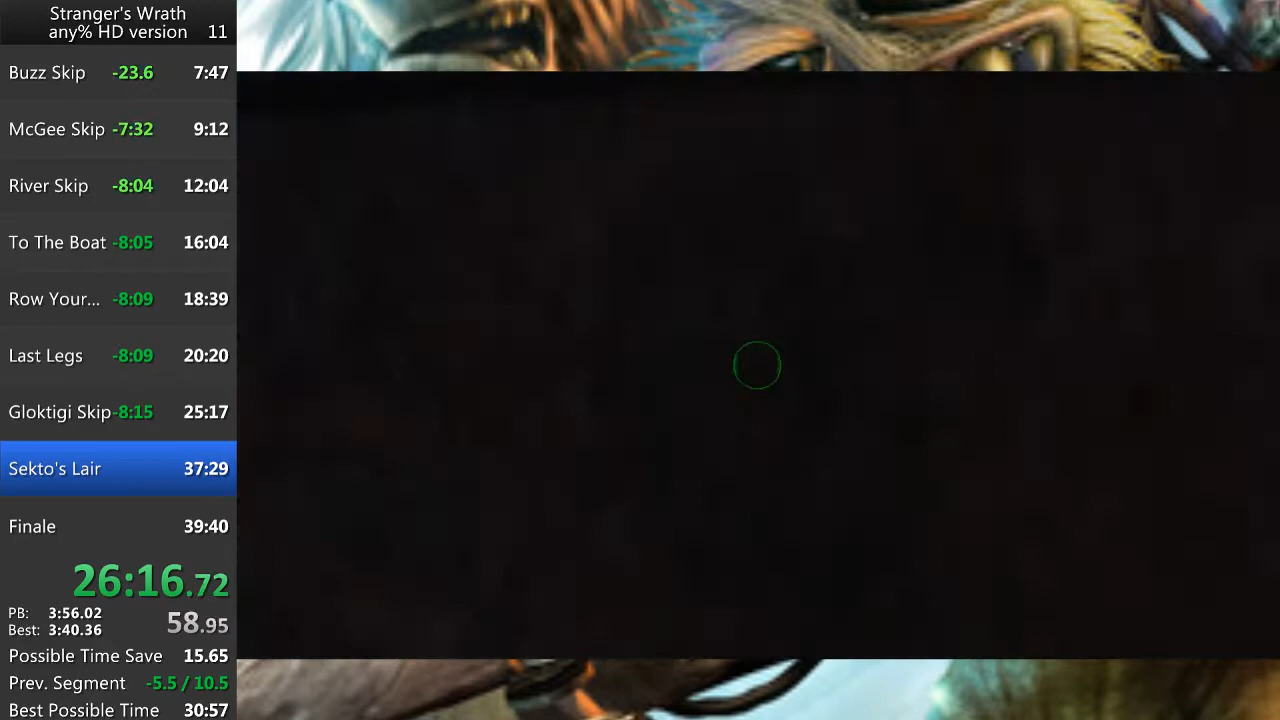 Stranger's Wrath
any% HD version 11
Buzz Skip -23.6 7:47
McGee Skip -7:32 9:12
River Skip -8:04 12:04
To The Boat -8:05 16:04
Row Your... -8:09 18:39
Last Legs -8:09 20:20
Gloktigi Skip -8:15 25:17
Sekto's Lair 37:29
Finale 39:40
26:16.72
PB: 3:56.02
Best: 3:40.36
58.95
Possible Time Save 15.65
Prev. Segment -5.5 / 10.5
Best Possible Time 30:57